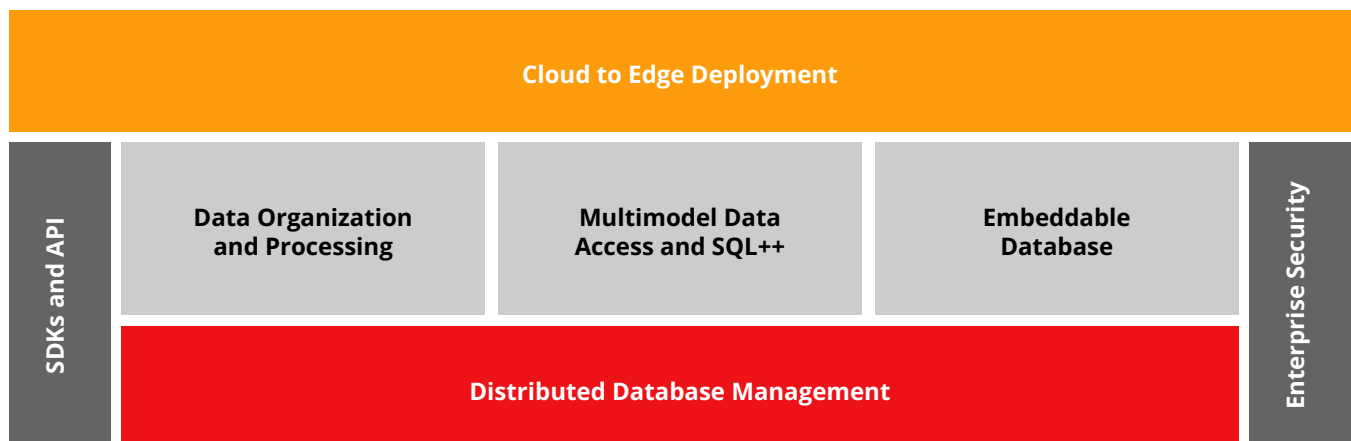 Cloud to Edge Deployment
SDKs and API
Data Organization
and Processing
Multimodel Data
Access and SQL++
Embeddable
Database
Enterprise Security
Distributed Database Management